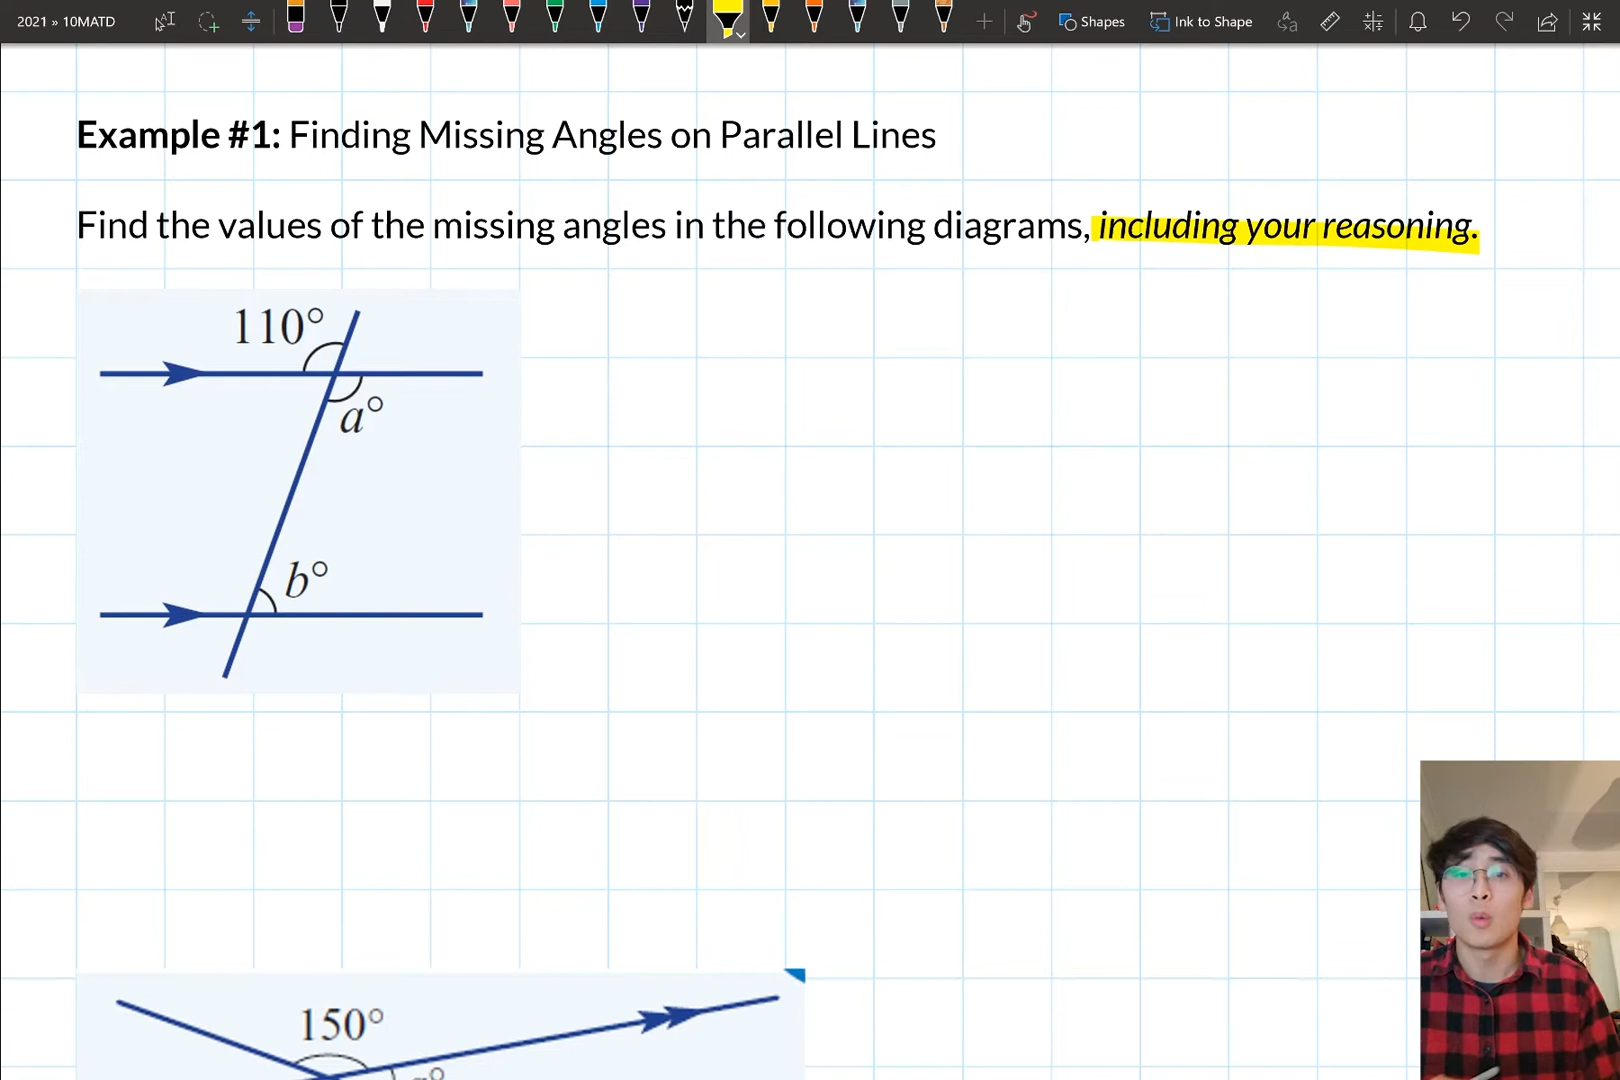 2021 » 10MATD
Shapes
Ink to Shape
Example #1: Finding Missing Angles on Parallel Lines
Find the values of the missing angles in the following diagrams, including your reasoning.
110°
a°
b°
150°